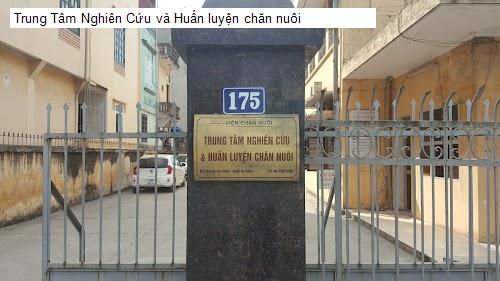 Trung Tâm Nghiên Cứu và Huấn luyện chăn nuôi
175
VIỆN CHĂN NUÔI
TRUNG TÂM NGHIÊN CỨU
& HUẤN LUYỆN CHĂN NUÔI